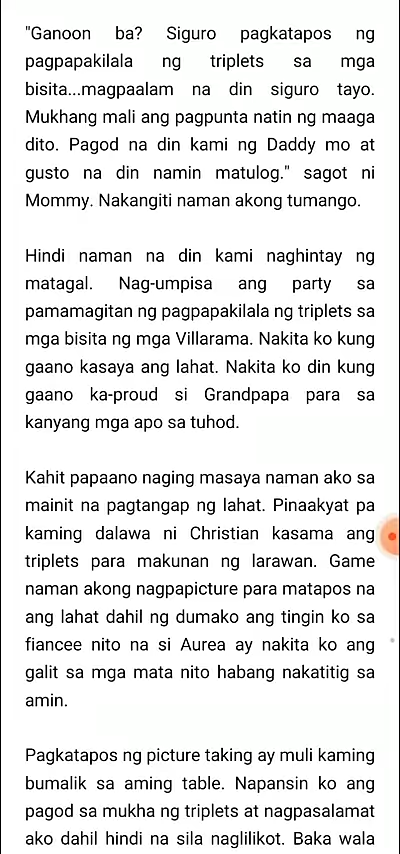 "Ganoon ba? Siguro pagkatapos ng
pagpapakilala ng triplets sa mga
bisita...magpaalam na din siguro tayo.
Mukhang mali ang pagpunta natin ng maaga
dito. Pagod na din kami ng Daddy mo at
gusto na din namin matulog." sagot ni
Mommy. Nakangiti naman akong tumango.

Hindi naman na din kami naghintay ng
matagal. Nag-umpisa ang party sa
pamamagitan ng pagpapakilala ng triplets sa
mga bisita ng mga Villarama. Nakita ko kung
gaano kasaya ang lahat. Nakita ko din kung
gaano ka-proud si Grandpapa para sa
kanyang mga apo sa tuhod.

Kahit papaano naging masaya naman ako sa
mainit na pagtangap ng lahat. Pinaakyat pa
kaming dalawa ni Christian kasama ang
triplets para makunan ng larawan. Game
naman akong nagpapicture para matapos na
ang lahat dahil ng dumako ang tingin ko sa
fiancee nito na si Aurea ay nakita ko ang
galit sa mga mata nito habang nakatitig sa
amin.

Pagkatapos ng picture taking ay muli kaming
bumalik sa aming table. Napansin ko ang
pagod sa mukha ng triplets at nagpasalamat
ako dahil hindi na sila naglilikot. Baka wala